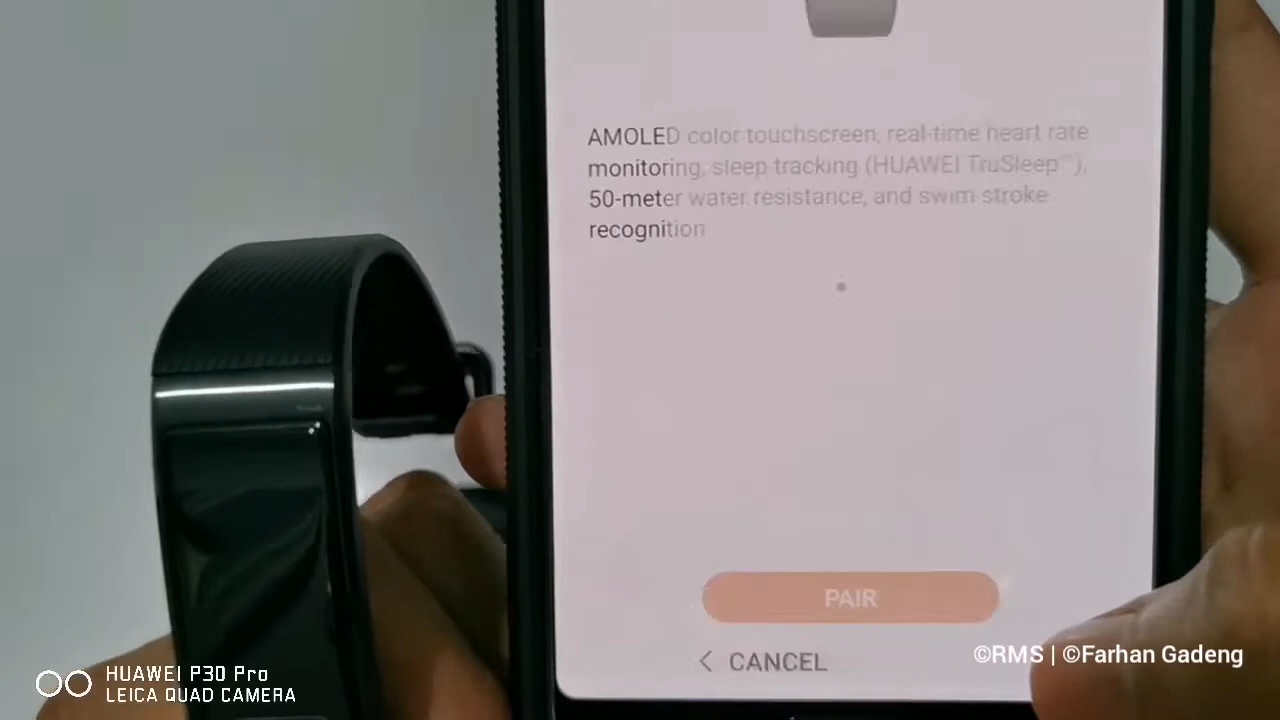 AMOLED color touchscreen, real-time heart rate
monitoring, sleep tracking (HUAWEI TruSleep™),
50-meter water resistance, and swim stroke
recognition
PAIR
< CANCEL
©RMS | ©Farhan Gadeng
HUAWEI P30 Pro
LEICA QUAD CAMERA